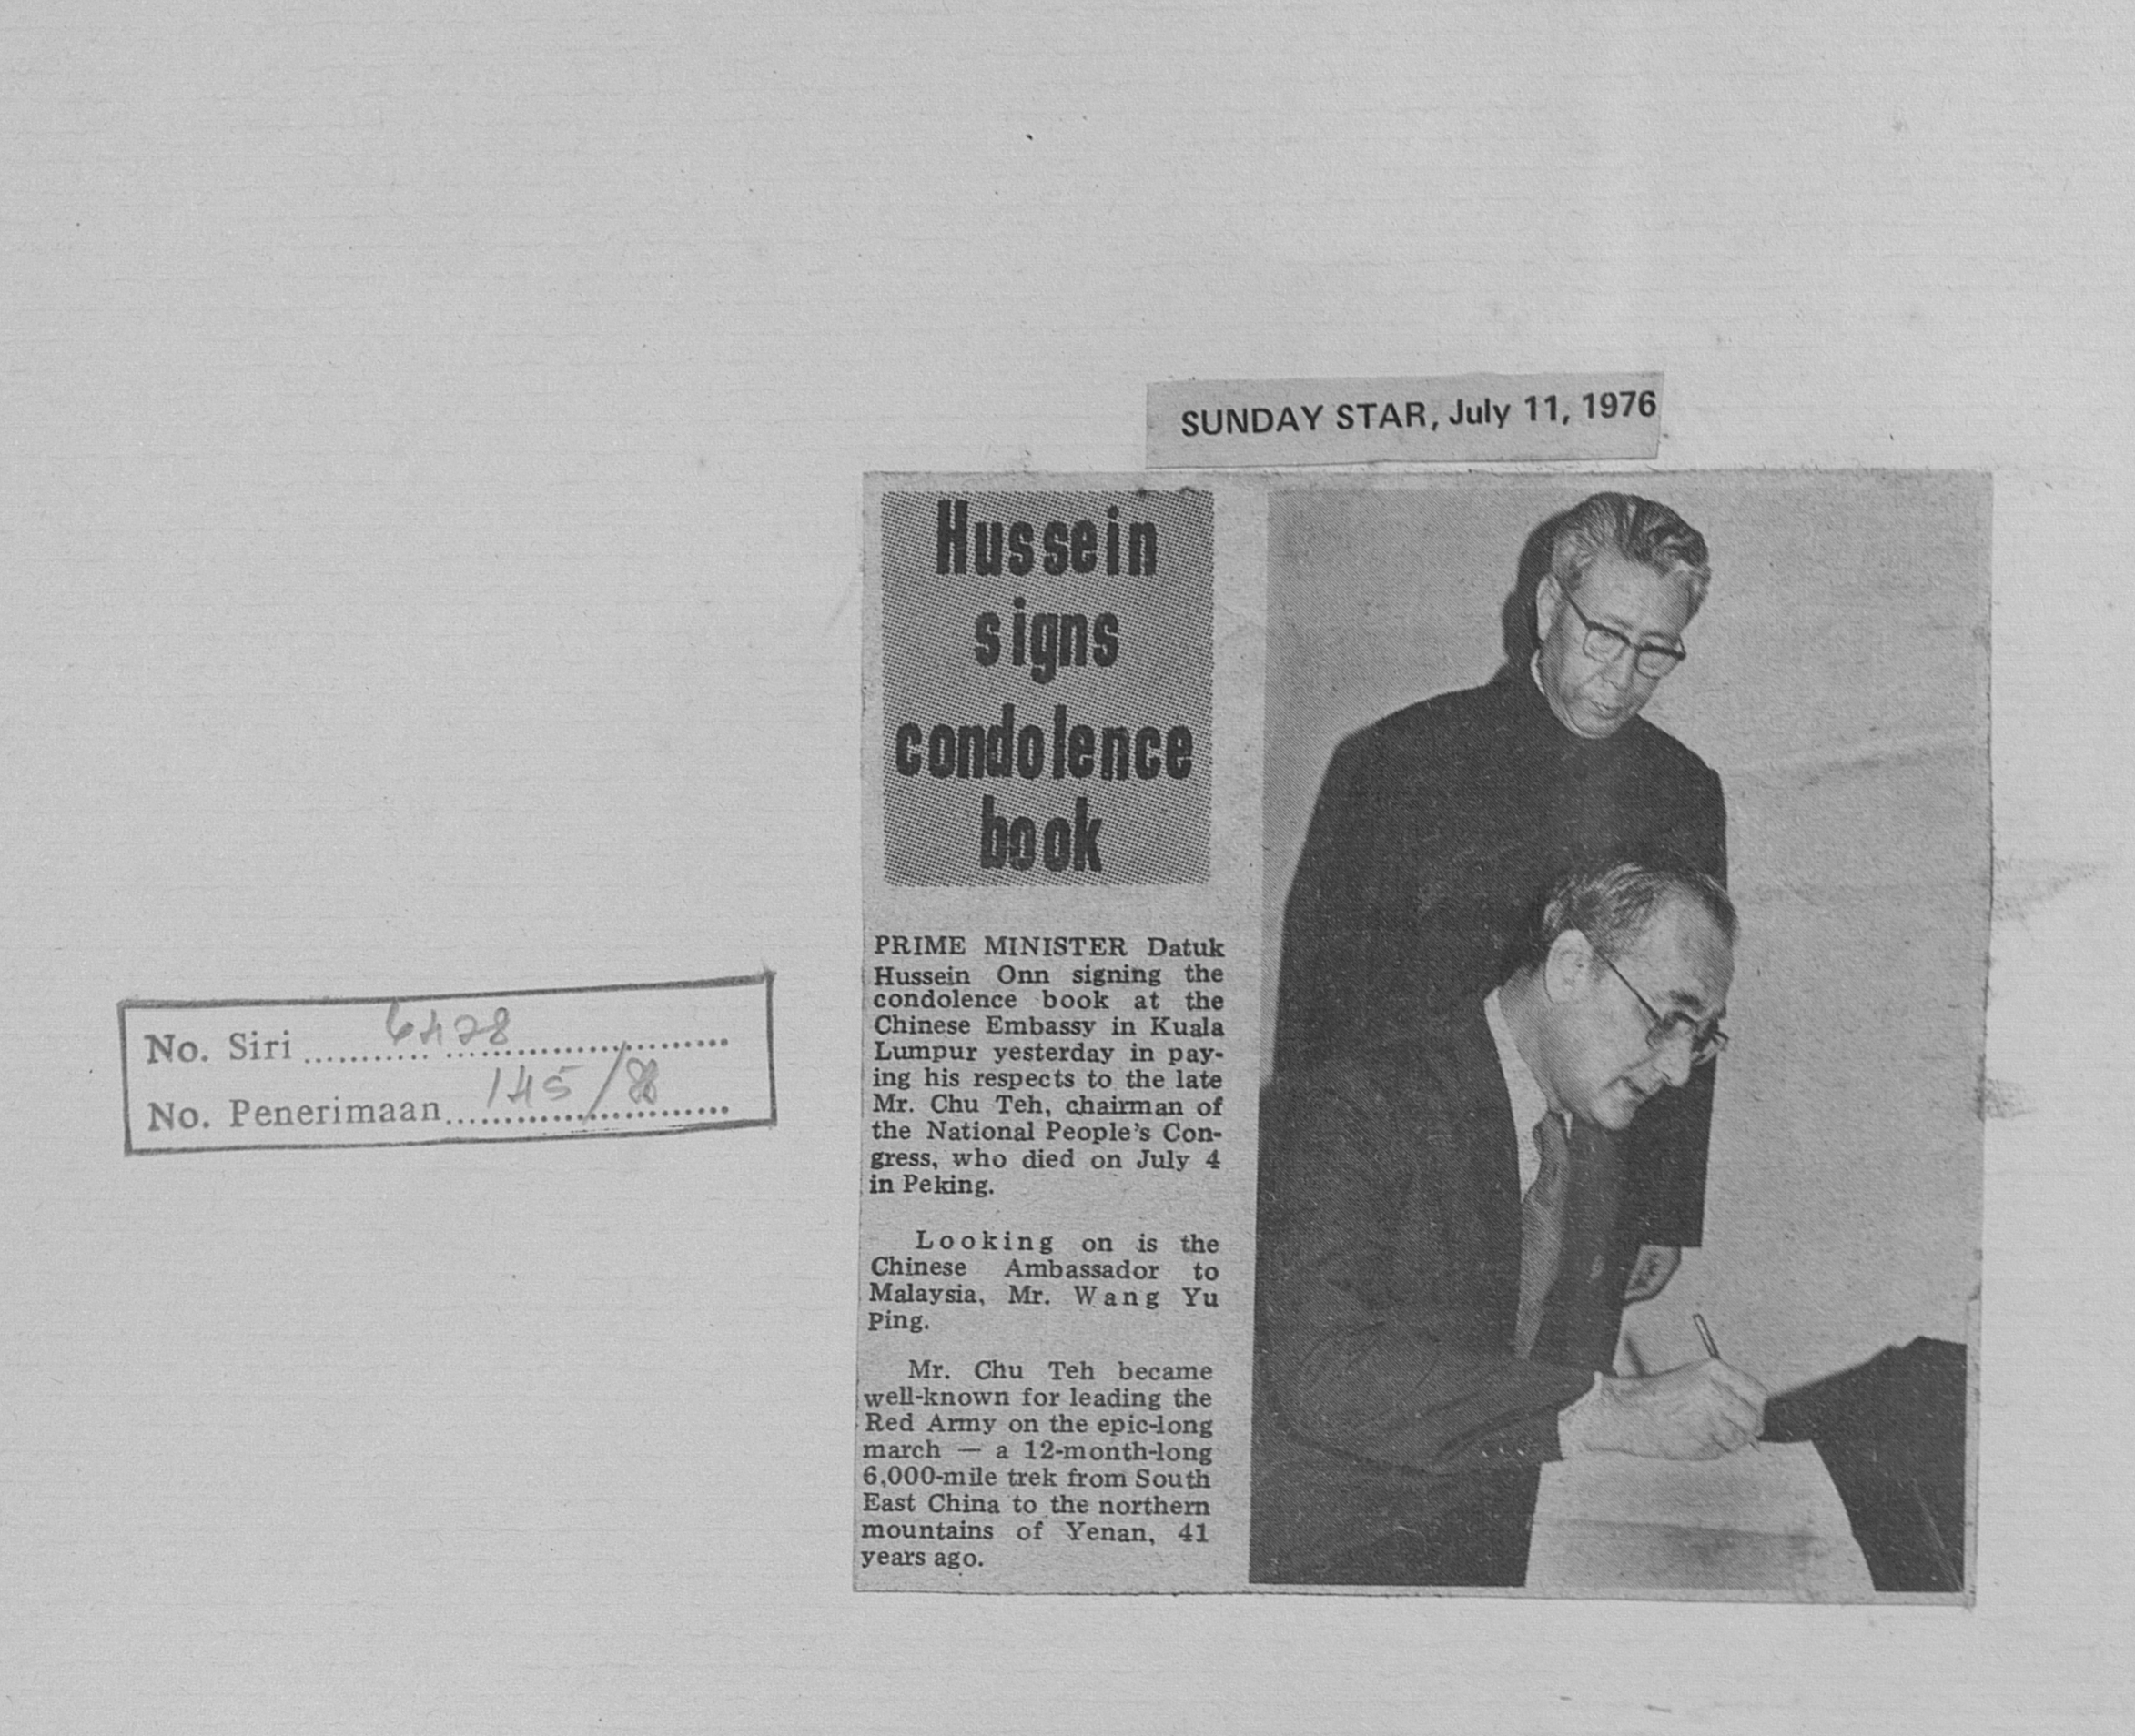 SUNDAY STAR, July 11, 1976
Hussein
signs
condolence
book
PRIME MINISTER Datuk
Hussein Onn signing the
condolence book at the
Chinese Embassy in Kuala
Lumpur yesterday in pay-
ing his respects to the late
Mr. Chu Teh, chairman of
the National People's Con-
gress, who died on July 4
in Peking.
Looking on is the
Chinese Ambassador to
Malaysia, Mr. Wang Yu
Ping.
Mr. Chu Teh became
well-known for leading the
Red Army on the epic-long
march — a 12-month-long
6,000-mile trek from South
East China to the northern
mountains of Yenan, 41
years ago.
No. Siri ..................................
No. Penerimaan..........................